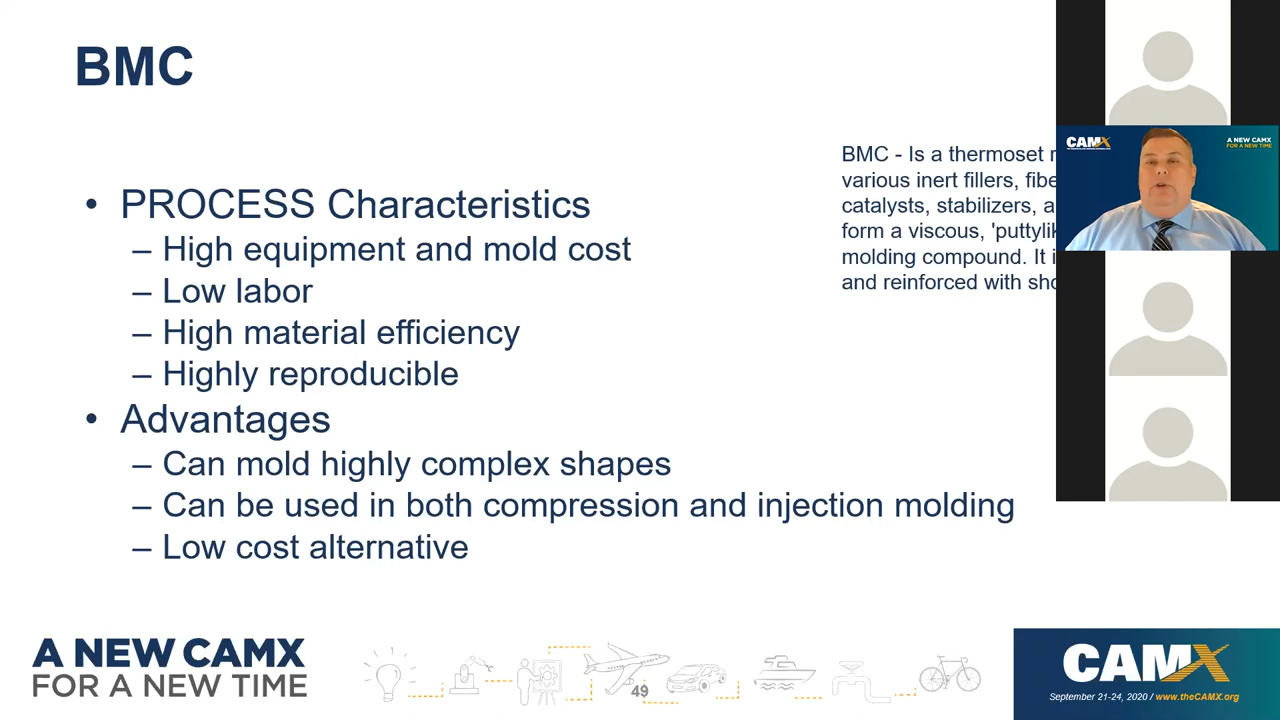 BMC
• PROCESS Characteristics
– High equipment and mold cost
– Low labor
– High material efficiency
– Highly reproducible
• Advantages
– Can mold highly complex shapes
– Can be used in both compression and injection molding
– Low cost alternative
BMC - Is a thermoset
various inert fillers,
catalysts, stabilizers,
form a viscous,
molding compound. It
and reinforced with
CAMX
A NEW CAMX
FOR A NEW TIME
A NEW CAMX
FOR A NEW TIME
49
CAMX
September 21-24, 2020 / www.theCAMX.org